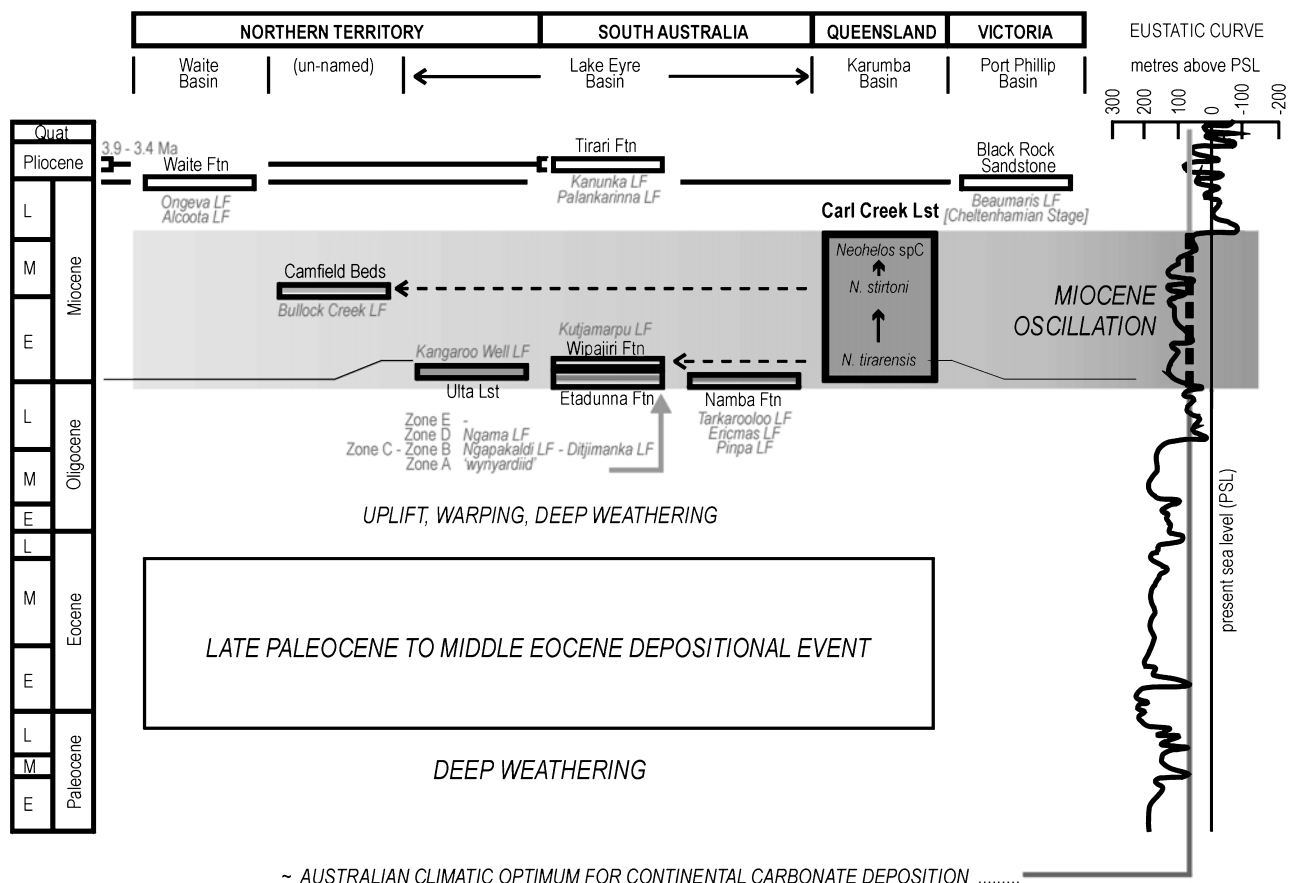 NORTHERN TERRITORY
SOUTH AUSTRALIA
QUEENSLAND
VICTORIA
EUSTATIC CURVE
metres above PSL
Waite
Basin
(un-named)
Lake Eyre
Basin
Karumba
Basin
Port Phillip
Basin
300
200
100
0
-100
-200
Quat
Pliocene
3.9 - 3.4 Ma
Waite Ftn
Ongeva LF
Alcoota LF
Tirari Ftn
Kanunka LF
Palankarinna LF
Black Rock
Sandstone
Beaumaris LF
[Cheltenhamian Stage]
L
M
E
Miocene
Carl Creek Lst
Neohelos spC
N. stirtoni
N. tirarensis
Camfield Beds
Bullock Creek LF
MIOCENE
OSCILLATION
Kutjamarpu LF
Wipajiri Ftn
Kangaroo Well LF
Ulta Lst
Etadunna Ftn
Namba Ftn
Tarkarooloo LF
Ericmas LF
Pinpa LF
Zone E -
Zone D Ngama LF
Zone C - Zone B Ngapakaldi LF - Ditjimanka LF
Zone A 'wynyardiid'
L
M
E
Oligocene
UPLIFT, WARPING, DEEP WEATHERING
present sea level (PSL)
L
M
E
Eocene
LATE PALEOCENE TO MIDDLE EOCENE DEPOSITIONAL EVENT
L
M
E
Paleocene
DEEP WEATHERING
~ AUSTRALIAN CLIMATIC OPTIMUM FOR CONTINENTAL CARBONATE DEPOSITION .........